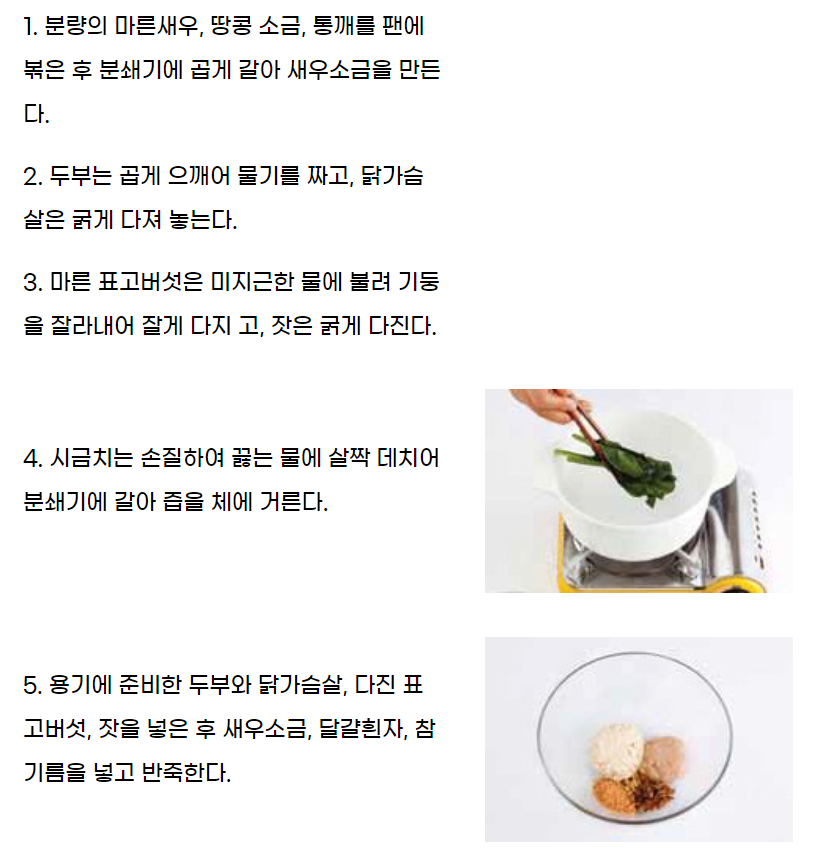 1. 분량의 마른새우, 땅콩 소금, 통깨를 팬에
볶은 후 분쇄기에 곱게 갈아 새우소금을 만든
다.
2. 두부는 곱게 으깨어 물기를 짜고, 닭가슴
살은 굵게 다져 놓는다.
3. 마른 표고버섯은 미지근한 물에 불려 기둥
을 잘라내어 잘게 다지 고, 잣은 굵게 다진다.
4. 시금치는 손질하여 끓는 물에 살짝 데치어
분쇄기에 갈아 즙을 체에 거른다.
5. 용기에 준비한 두부와 닭가슴살, 다진 표
고버섯, 잣을 넣은 후 새우소금, 달걀흰자, 참
기름을 넣고 반죽한다.